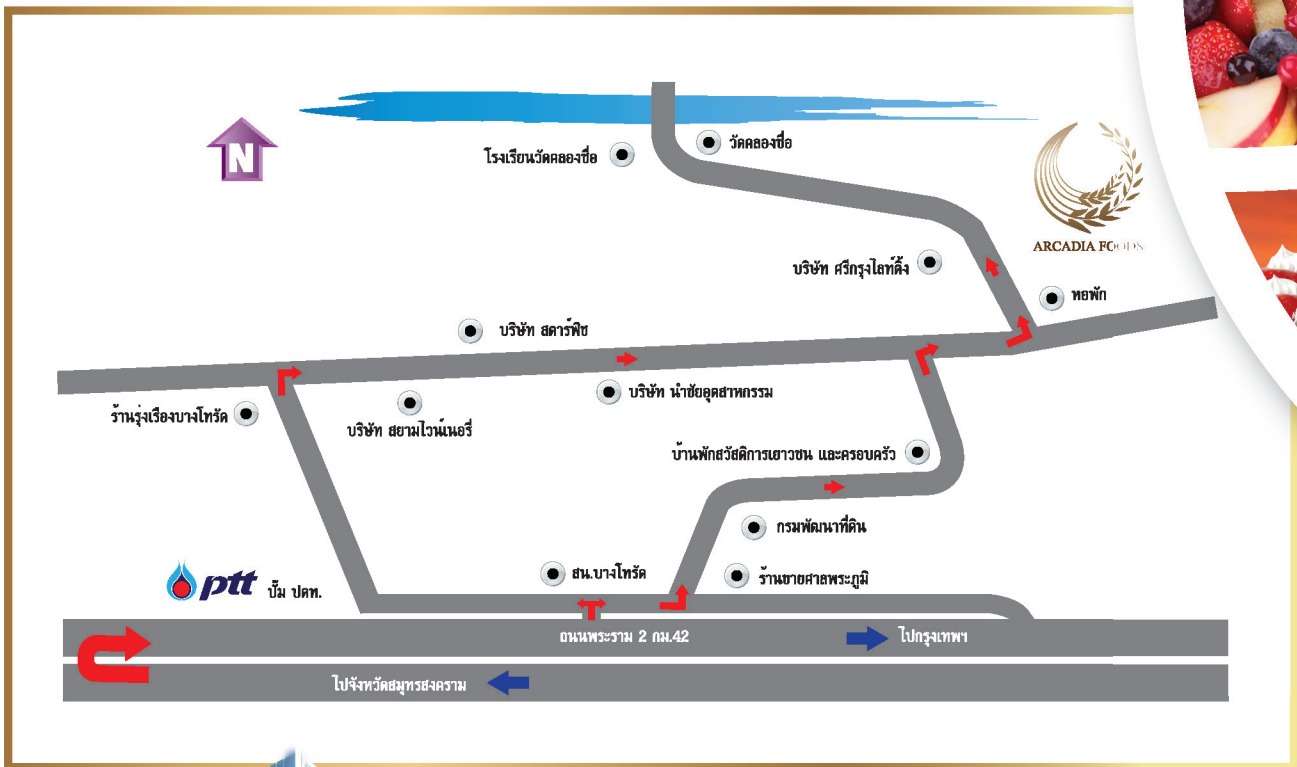 วัดคลองซื่อ
โรงเรียนวัดคลองซื่อ
N
ARCADIA FOODS
บริษัท ศรีกรุงไลท์ติ้ง
หอพัก
บริษัท สตาร์ฟิช
บริษัท นำชัยอุตสาหกรรม
ร้านรุ่งเรืองบางโทรัด
บริษัท สยามไวน์เนอรี่
บ้านพักสวัสดิการเยาวชน และครอบครัว
กรมพัฒนาที่ดิน
สน.บางโทรัด
ร้านขายศาลพระภูมิ
ptt ปั๊ม ปตท.
ถนนพระราม 2 กม.42
ไปกรุงเทพฯ
ไปจังหวัดสมุทรสงคราม